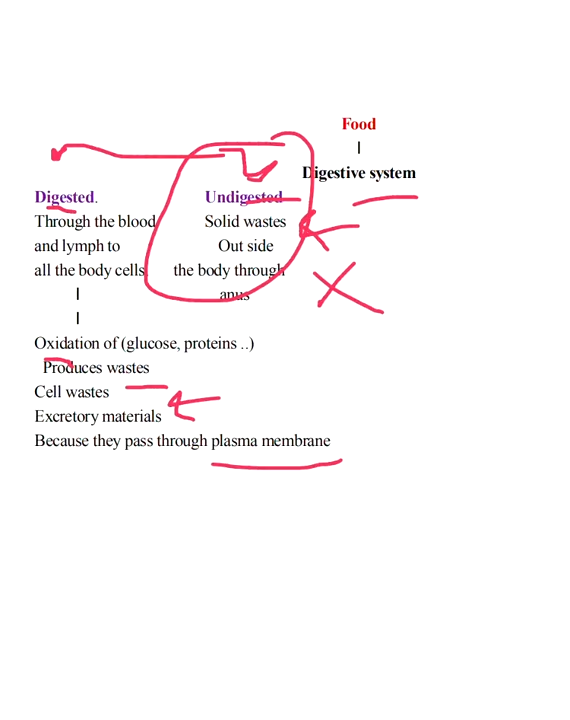 Food
Digestive system
Digested. Undigested
Through the blood Solid wastes
and lymph to Out side
all the body cells the body through
anus
Oxidation of (glucose, proteins ..)
Produces wastes
Cell wastes
Excretory materials
Because they pass through plasma membrane